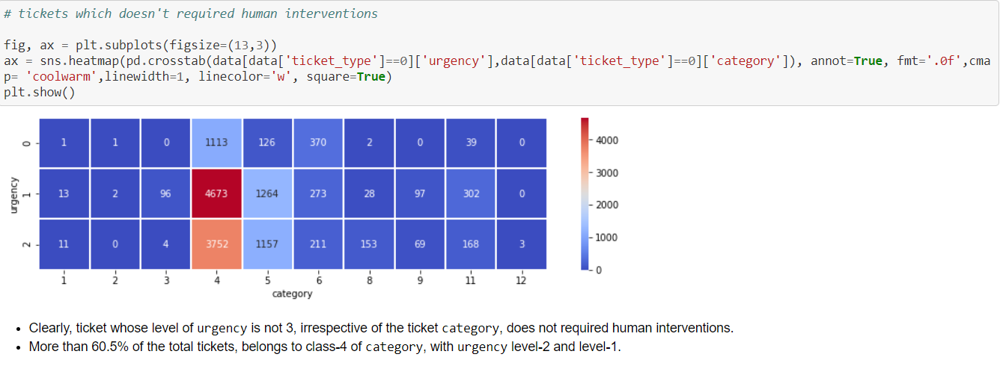 # tickets which doesn't required human interventions
fig, ax = plt.subplots(figsize=(13,3))
ax = sns.heatmap(pd.crosstab(data[data['ticket_type']==0]['urgency'],data[data['ticket_type']==0]['category']), annot=True, fmt='.0f',cma
p= 'coolwarm',linewidth=1, linecolor='w', square=True)
plt.show()
0 1 1 0 1113 126 370 2 0 39 0
1 13 2 96 4673 1264 273 28 97 302 0
2 11 0 4 3752 1157 211 153 69 168 3
urgency
1 2 3 4 5 6 8 9 11 12
category
4000
3000
2000
1000
0
• Clearly, ticket whose level of urgency is not 3, irrespective of the ticket category, does not required human interventions.
• More than 60.5% of the total tickets, belongs to class-4 of category, with urgency level-2 and level-1.